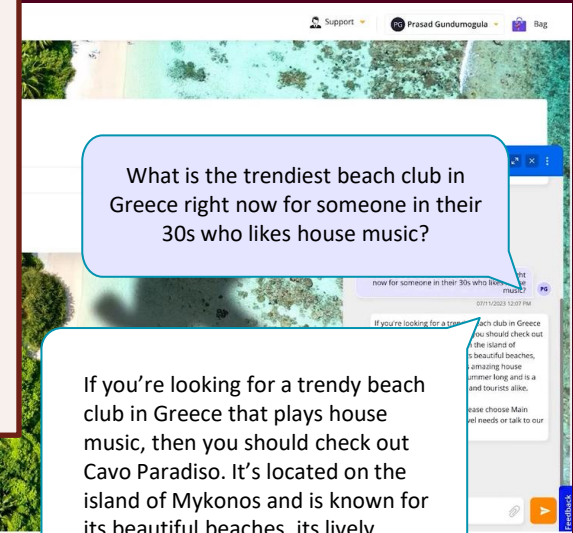 Support
PG Prasad Gundumogula
Bag
What is the trendiest beach club in
Greece right now for someone in their
30s who likes house music?
now for someone in their 30s who likes
music?
PG
07/11/2023 12:07 PM
If you're looking for a trendy beach club in Greece
you should check out
the island of
beautiful beaches,
amazing house
summer long and is a
and tourists alike.
please choose Main
travel needs or talk to our
If you’re looking for a trendy beach
club in Greece that plays house
music, then you should check out
Cavo Paradiso. It’s located on the
island of Mykonos and is known for
its beautiful beaches, its lively
Feedback